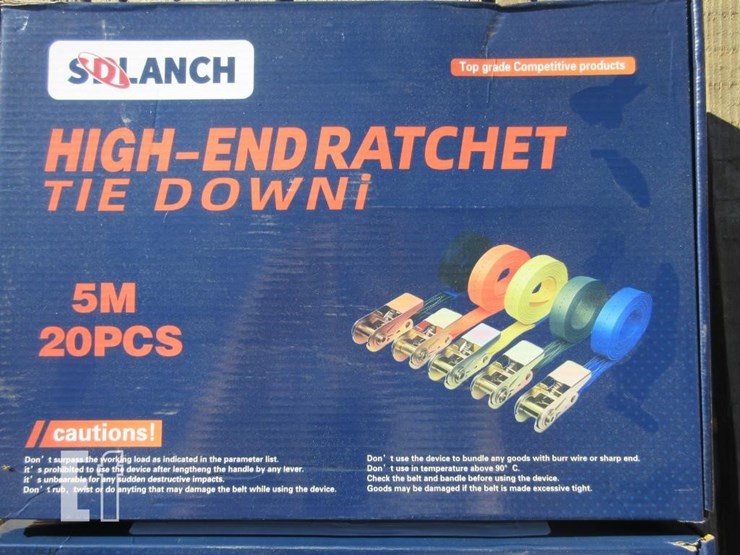 SDLANCH
Top grade Competitive products
HIGH-END RATCHET
TIE DOWNi
5M
20PCS
// cautions!
Don't surpass the working load as indicated in the parameter list.
it's prohibited to use the device after lengtheng the handle by any lever.
it's unbearable for any sudden destructive impacts.
Don't rub, twist or do anyting that may damage the belt while using the device.
Don't use the device to bundle any goods with burr wire or sharp end.
Don't use in temperature above 90° C.
Check the belt and bandle before using the device.
Goods may be damaged if the belt is made excessive tight.